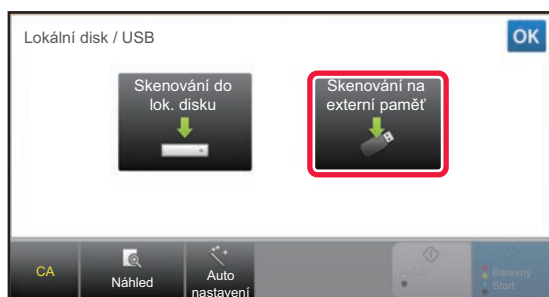 Lokální disk / USB
OK
Skenování do
lok. disku
Skenování na
externí paměť
CA
Náhled
Auto
nastavení
Barevný
Start